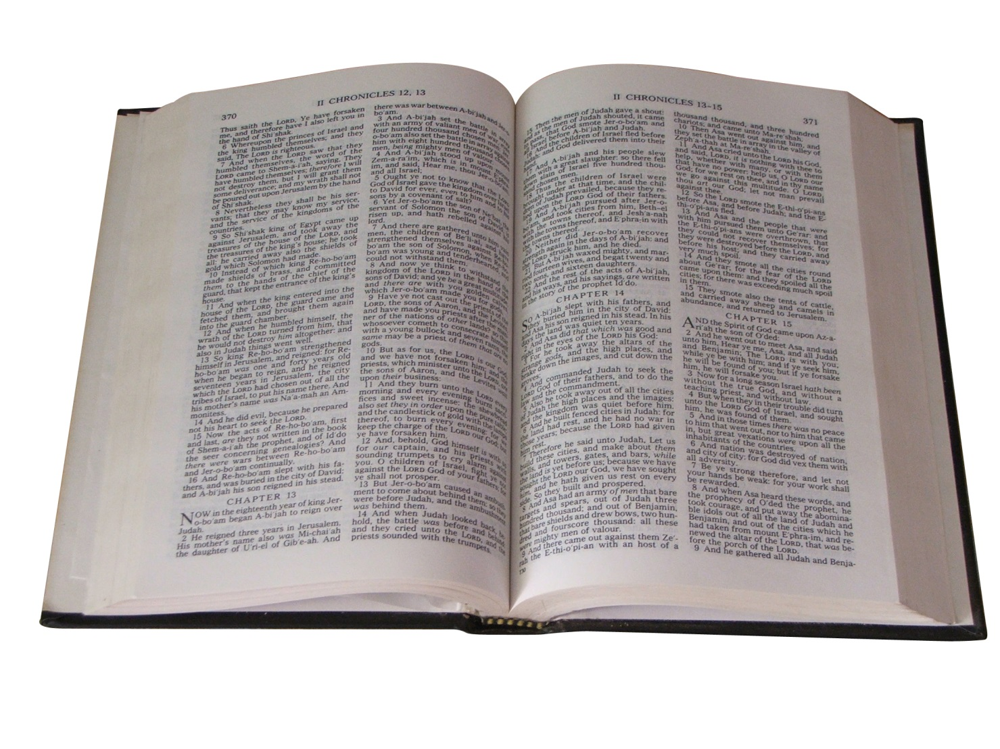 370
II CHRONICLES 12, 13
Thus saith the LORD, Ye have forsaken
me, and therefore have I also left you in
the hand of Shi'shak.
6 Whereupon the princes of Israel and
the king humbled themselves; and they
said, The LORD is righteous.
7 And when the LORD saw that they
humbled themselves, the word of the
LORD came to Shem-a-i'ah, saying, They
have humbled themselves; therefore I will
not destroy them, but I will grant them
some deliverance; and my wrath shall not
be poured out upon Jerusalem by the hand
of Shi'shak.
8 Nevertheless they shall be his ser-
vants; that they may know my service,
and the service of the kingdoms of the
countries.
9 So Shi'shak king of Egypt came up
against Jerusalem, and took away the
treasures of the house of the LORD, and
the treasures of the king's house; he took
all: he carried away also the shields of
gold which Solomon had made.
10 Instead of which king Re-ho-bo'am
made shields of brass, and committed
them to the hands of the chief of the
guard, that kept the entrance of the king's
house.
11 And when the king entered into the
house of the LORD, the guard came and
fetched them, and brought them again
into the guard chamber.
12 And when he humbled himself, the
wrath of the LORD turned from him, that
he would not destroy him altogether: and
also in Judah things went well.
13 So king Re-ho-bo'am strengthened
himself in Jerusalem, and reigned: for Re-
ho-bo'am was one and forty years old
when he began to reign, and he reigned
seventeen years in Jerusalem, the city
which the LORD had chosen out of all the
tribes of Israel, to put his name there. And
his mother's name was Na'a-mah an Am-
monitess.
14 And he did evil, because he prepared
not his heart to seek the LORD.
15 Now the acts of Re-ho-bo'am, first
and last, are they not written in the book
of Shem-a-i'ah the prophet, and of Id'do
the seer concerning genealogies? And
there were wars between Re-ho-bo'am
and Jer-o-bo'am continually.
16 And Re-ho-bo'am slept with his fa-
thers, and was buried in the city of David:
and A-bi'jah his son reigned in his stead.
CHAPTER 13
NOW in the eighteenth year of king Jer-
o-bo'am began A-bi'jah to reign over
Judah.
2 He reigned three years in Jerusalem.
His mother's name also was Mi-chai'ah
the daughter of U'ri-el of Gib'e-ah. And
there was war between A-bi'jah and Jer-o-
bo'am.
3 And A-bi'jah set the battle in
with an army of valiant men of war,
four hundred thousand chosen men:
o-bo'am also set the battle in array against
him with eight hundred thousand chosen
men, being mighty men of valour.
4 And A-bi'jah stood up upon mount
Zem-a-ra'im, which is in mount E'phra-
im, and said, Hear me, thou Jer-o-bo'am,
and all Israel;
5 Ought ye not to know that the LORD
God of Israel gave the kingdom over Israel
to David for ever, even to him and to his
sons by a covenant of salt?
6 Yet Jer-o-bo'am the son of Ne'bat, the
servant of Solomon the son of David, is
risen up, and hath rebelled against his
lord.
7 And there are gathered unto him vain
men, the children of Be'li-al, and have
strengthened themselves against Re-ho-
bo'am the son of Solomon, when Re-ho-
bo'am was young and tenderhearted, and
could not withstand them.
8 And now ye think to withstand the
kingdom of the LORD in the hand of the
sons of David; and ye be a great multitude,
and there are with you golden calves,
which Jer-o-bo'am made you for gods.
9 Have ye not cast out the priests of the
LORD, the sons of Aaron, and the Levites,
and have made you priests after the man-
ner of the nations of other lands? so that
whosoever cometh to consecrate himself
with a young bullock and seven rams, the
same may be a priest of them that are no
gods.
10 But as for us, the LORD is our God,
and we have not forsaken him; and the
priests, which minister unto the LORD, are
the sons of Aaron, and the Levites wait
upon their business:
11 And they burn unto the LORD every
morning and every evening burnt sacri-
fices and sweet incense: the shewbread
also set they in order upon the pure table;
and the candlestick of gold with the lamps
thereof, to burn every evening: for we
keep the charge of the LORD our God; but
ye have forsaken him.
12 And, behold, God himself is with us
for our captain, and his priests with
sounding trumpets to cry alarm against
you. O children of Israel, fight ye not
against the LORD God of your fathers; for
ye shall not prosper.
13 But Jer-o-bo'am caused an ambush-
ment to come about behind them: so they
were before Judah, and the ambushment
was behind them.
14 And when Judah looked back, be-
hold, the battle was before and behind:
and they cried unto the LORD, and the
priests sounded with the trumpets.
II CHRONICLES 13-15
371
15 Then the men of Judah gave a shout:
as the men of Judah shouted, it came
to pass, that God smote Jer-o-bo'am and
Israel before A-bi'jah and Judah.
16 And the children of Israel fled before
Judah: and God delivered them into their
hand.
17 And A-bi'jah and his people slew
them with a great slaughter: so there fell
down slain of Israel five hundred thou-
sand chosen men.
18 Thus the children of Israel were
brought under at that time, and the chil-
dren of Judah prevailed, because they re-
lied upon the LORD God of their fathers.
19 And A-bi'jah pursued after Jer-o-
bo'am, and took cities from him, Beth-el
with the towns thereof, and Jesh'a-nah
with the towns thereof, and E'phra-in with
the towns thereof.
20 Neither did Jer-o-bo'am recover
strength again in the days of A-bi'jah: and
the LORD struck him, and he died.
21 But A-bi'jah waxed mighty, and mar-
ried fourteen wives, and begat twenty and
two sons, and sixteen daughters.
22 And the rest of the acts of A-bi'jah,
and his ways, and his sayings, are written
in the story of the prophet Id'do.
CHAPTER 14
SO A-bi'jah slept with his fathers, and
they buried him in the city of David:
and Asa his son reigned in his stead. In his
days the land was quiet ten years.
2 And Asa did that which was good and
right in the eyes of the LORD his God:
3 For he took away the altars of the
strange gods, and the high places, and
brake down the images, and cut down the
groves:
4 And commanded Judah to seek the
LORD God of their fathers, and to do the
law and the commandment.
5 Also he took away out of all the cities
of Judah the high places and the images:
and the kingdom was quiet before him.
6 And he built fenced cities in Judah: for
the land had rest, and he had no war in
those years; because the LORD had given
him rest.
7 Therefore he said unto Judah, Let us
build these cities, and make about them
walls, and towers, gates, and bars, while
the land is yet before us; because we have
sought the LORD our God, we have sought
him, and he hath given us rest on every
side. So they built and prospered.
8 And Asa had an army of men that bare
targets and spears, out of Judah three
hundred thousand; and out of Benjamin,
that bare shields and drew bows, two hun-
dred and fourscore thousand: all these
were mighty men of valour.
9 And there came out against them Ze'-
rah the E-thi-o'pi-an with an host of a
730
thousand thousand, and three hundred
chariots; and came unto Ma-re'shah.
10 Then Asa went out against him, and
they set the battle in array in the valley of
Zeph'a-thah at Ma-re'shah.
11 And Asa cried unto the LORD his God,
and said, LORD, it is nothing with thee to
help, whether with many, or with them
that have no power: help us, O LORD our
God; for we rest on thee, and in thy name
we go against this multitude. O LORD,
thou art our God; let not man prevail
against thee.
12 So the LORD smote the E-thi-o'pi-ans
before Asa, and before Judah; and the E-
thi-o'pi-ans fled.
13 And Asa and the people that were
with him pursued them unto Ge'rar: and
the E-thi-o'pi-ans were overthrown, that
they could not recover themselves; for
they were destroyed before the LORD, and
before his host; and they carried away
very much spoil.
14 And they smote all the cities round
about Ge'rar; for the fear of the LORD
came upon them: and they spoiled all the
cities; for there was exceeding much spoil
in them.
15 They smote also the tents of cattle,
and carried away sheep and camels in
abundance, and returned to Jerusalem.
CHAPTER 15
AND the Spirit of God came upon Az-a-
ri'ah the son of O'ded:
2 And he went out to meet Asa, and said
unto him, Hear ye me, Asa, and all Judah
and Benjamin; The LORD is with you,
while ye be with him; and if ye seek him,
he will be found of you; but if ye forsake
him, he will forsake you.
3 Now for a long season Israel hath been
without the true God, and without a
teaching priest, and without law.
4 But when they in their trouble did turn
unto the LORD God of Israel, and sought
him, he was found of them.
5 And in those times there was no peace
to him that went out, nor to him that came
in, but great vexations were upon all the
inhabitants of the countries.
6 And nation was destroyed of nation,
and city of city: for God did vex them with
all adversity.
7 Be ye strong therefore, and let not
your hands be weak: for your work shall
be rewarded.
8 And when Asa heard these words, and
the prophecy of O'ded the prophet, he
took courage, and put away the abomina-
ble idols out of all the land of Judah and
Benjamin, and out of the cities which he
had taken from mount E'phra-im, and re-
newed the altar of the LORD, that was be-
fore the porch of the LORD.
9 And he gathered all Judah and Benja-